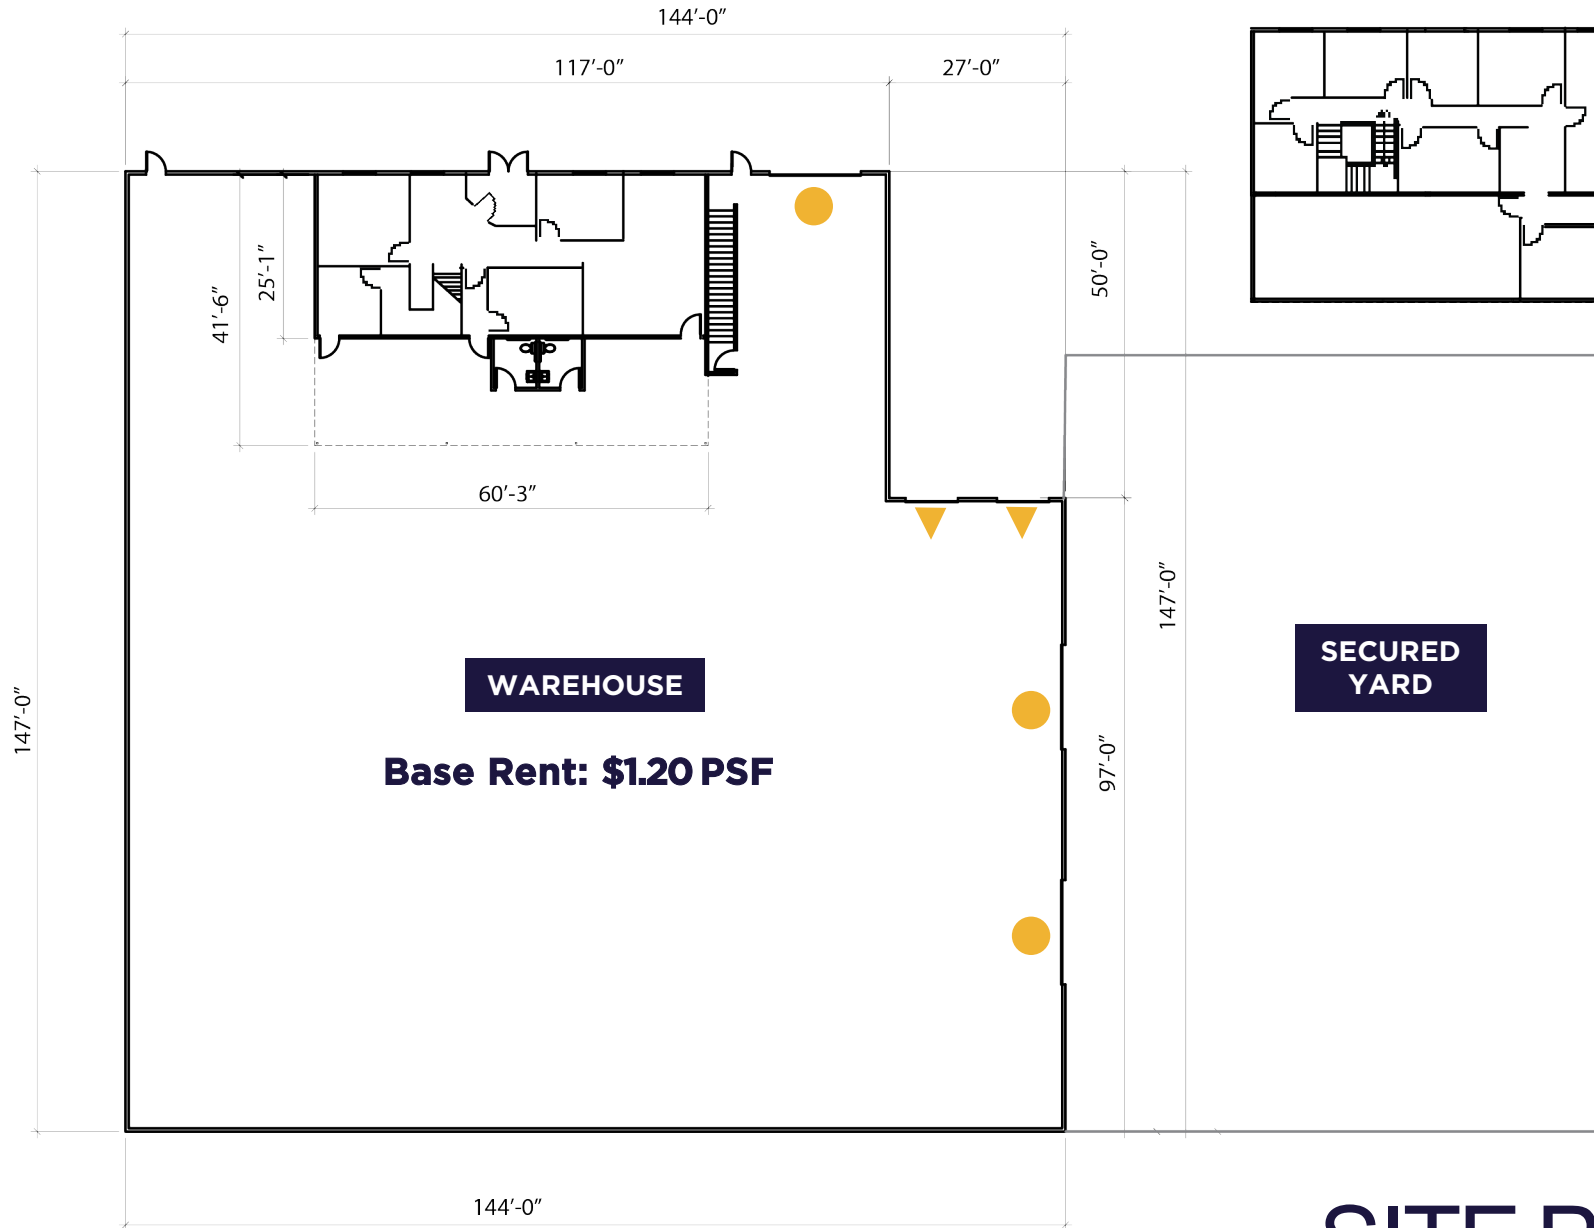 144’-0”
117’-0”
27’-0”
25’-1”
41’-6”
50’-0”
60’-3”
147’-0”
WAREHOUSE
SECURED
YARD
147’-0”
Base Rent: $1.20 PSF
97’-0”
144’-0”
SITE